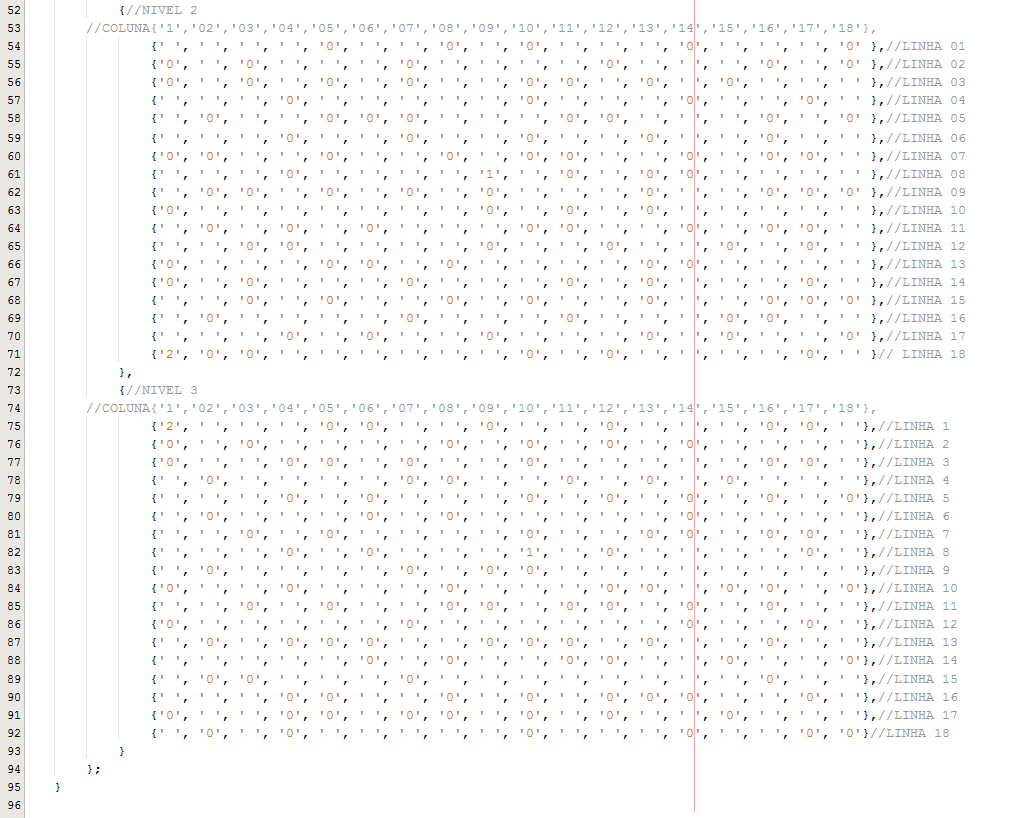 52 {//NIVEL 2
53 //COLUNA{'1','02','03','04','05','06','07','08','09','10','11','12','13','14','15','16','17','18'},
54 {' ', ' ', ' ', ' ', '0', ' ', ' ', '0', ' ', '0', ' ', ' ', ' ', '0', ' ', ' ', ' ', '0' },//LINHA 01
55 {'0', ' ', '0', ' ', ' ', ' ', '0', ' ', ' ', ' ', ' ', '0', ' ', ' ', ' ', '0', ' ', '0' },//LINHA 02
56 {'0', ' ', '0', ' ', '0', ' ', '0', ' ', ' ', '0', '0', ' ', '0', ' ', '0', ' ', ' ', ' ' },//LINHA 03
57 {' ', ' ', ' ', '0', ' ', ' ', ' ', ' ', ' ', '0', ' ', ' ', ' ', '0', ' ', ' ', '0', ' ' },//LINHA 04
58 {' ', '0', ' ', ' ', '0', '0', '0', ' ', ' ', ' ', '0', '0', ' ', ' ', ' ', '0', ' ', '0' },//LINHA 05
59 {' ', ' ', ' ', '0', ' ', ' ', '0', ' ', ' ', '0', ' ', ' ', '0', ' ', ' ', '0', ' ', ' ' },//LINHA 06
60 {'0', '0', ' ', ' ', '0', ' ', ' ', '0', ' ', '0', '0', ' ', ' ', '0', ' ', '0', '0', ' ' },//LINHA 07
61 {' ', ' ', ' ', '0', ' ', ' ', ' ', ' ', '1', ' ', '0', ' ', '0', '0', ' ', ' ', ' ', ' ' },//LINHA 08
62 {' ', '0', '0', ' ', '0', ' ', '0', ' ', '0', ' ', ' ', ' ', '0', ' ', ' ', '0', '0', '0' },//LINHA 09
63 {'0', ' ', ' ', ' ', ' ', ' ', ' ', ' ', '0', ' ', '0', ' ', '0', ' ', ' ', ' ', ' ', ' ' },//LINHA 10
64 {' ', '0', ' ', '0', ' ', '0', ' ', ' ', ' ', '0', '0', ' ', ' ', '0', ' ', '0', '0', ' ' },//LINHA 11
65 {' ', ' ', '0', '0', ' ', ' ', ' ', ' ', '0', ' ', ' ', '0', ' ', ' ', '0', ' ', '0', ' ' },//LINHA 12
66 {'0', ' ', ' ', ' ', '0', '0', ' ', '0', ' ', ' ', ' ', ' ', '0', '0', ' ', ' ', ' ', ' ' },//LINHA 13
67 {'0', ' ', '0', ' ', ' ', ' ', '0', ' ', ' ', ' ', '0', ' ', '0', ' ', ' ', ' ', '0', ' ' },//LINHA 14
68 {' ', ' ', '0', ' ', '0', ' ', ' ', '0', ' ', '0', ' ', ' ', '0', ' ', ' ', '0', '0', '0' },//LINHA 15
69 {' ', '0', ' ', ' ', ' ', ' ', '0', ' ', ' ', ' ', '0', ' ', ' ', ' ', '0', '0', ' ', ' ' },//LINHA 16
70 {' ', ' ', ' ', '0', ' ', '0', ' ', ' ', '0', ' ', ' ', ' ', '0', ' ', '0', ' ', ' ', '0' },//LINHA 17
71 {'2', '0', '0', ' ', ' ', ' ', ' ', ' ', ' ', '0', ' ', '0', ' ', ' ', ' ', ' ', '0', ' ' }// LINHA 18
72 },
73 {//NIVEL 3
74 //COLUNA{'1','02','03','04','05','06','07','08','09','10','11','12','13','14','15','16','17','18'},
75 {'2', ' ', ' ', ' ', '0', '0', ' ', ' ', '0', ' ', ' ', '0', ' ', ' ', ' ', '0', '0', ' '},//LINHA 1
76 {'0', ' ', '0', ' ', ' ', ' ', ' ', '0', ' ', '0', ' ', '0', ' ', '0', ' ', ' ', ' ', ' '},//LINHA 2
77 {'0', ' ', ' ', '0', '0', ' ', ' ', '0', ' ', '0', ' ', ' ', ' ', ' ', ' ', '0', '0', ' '},//LINHA 3
78 {' ', '0', ' ', ' ', ' ', ' ', '0', '0', ' ', ' ', '0', ' ', '0', ' ', '0', ' ', ' ', ' '},//LINHA 4
79 {' ', ' ', ' ', '0', ' ', '0', ' ', ' ', ' ', '0', ' ', '0', ' ', '0', ' ', '0', ' ', '0'},//LINHA 5
80 {' ', '0', ' ', ' ', ' ', '0', ' ', '0', ' ', ' ', ' ', ' ', ' ', '0', ' ', ' ', ' ', ' '},//LINHA 6
81 {' ', ' ', '0', ' ', '0', ' ', ' ', ' ', ' ', '0', ' ', ' ', '0', '0', ' ', '0', '0', ' '},//LINHA 7
82 {' ', ' ', ' ', '0', ' ', '0', ' ', ' ', ' ', '1', ' ', '0', ' ', ' ', ' ', ' ', '0', ' '},//LINHA 8
83 {' ', '0', ' ', ' ', ' ', ' ', '0', ' ', '0', '0', ' ', ' ', ' ', ' ', ' ', ' ', ' ', ' '},//LINHA 9
84 {'0', ' ', ' ', '0', ' ', ' ', ' ', '0', ' ', ' ', ' ', '0', '0', ' ', '0', '0', ' ', '0'},//LINHA 10
85 {' ', ' ', '0', ' ', '0', ' ', ' ', '0', '0', ' ', '0', '0', ' ', '0', ' ', '0', ' ', ' '},//LINHA 11
86 {'0', ' ', ' ', ' ', ' ', ' ', '0', ' ', ' ', ' ', ' ', ' ', ' ', '0', ' ', ' ', '0', ' '},//LINHA 12
87 {' ', '0', ' ', '0', '0', '0', ' ', ' ', '0', '0', '0', ' ', '0', ' ', ' ', '0', ' ', ' '},//LINHA 13
88 {' ', ' ', ' ', ' ', ' ', '0', ' ', '0', ' ', ' ', '0', '0', ' ', ' ', '0', ' ', ' ', '0'},//LINHA 14
89 {' ', '0', '0', ' ', ' ', ' ', '0', ' ', ' ', ' ', ' ', ' ', ' ', ' ', ' ', '0', ' ', ' '},//LINHA 15
90 {' ', ' ', ' ', '0', '0', ' ', ' ', '0', ' ', '0', ' ', '0', '0', '0', ' ', ' ', '0', ' '},//LINHA 16
91 {'0', ' ', ' ', '0', '0', ' ', '0', '0', ' ', '0', ' ', '0', ' ', ' ', '0', ' ', '0', ' '},//LINHA 17
92 {' ', '0', ' ', '0', ' ', ' ', ' ', ' ', ' ', '0', ' ', ' ', ' ', '0', ' ', ' ', '0', '0'}//LINHA 18
93 }
94 };
95 }
96